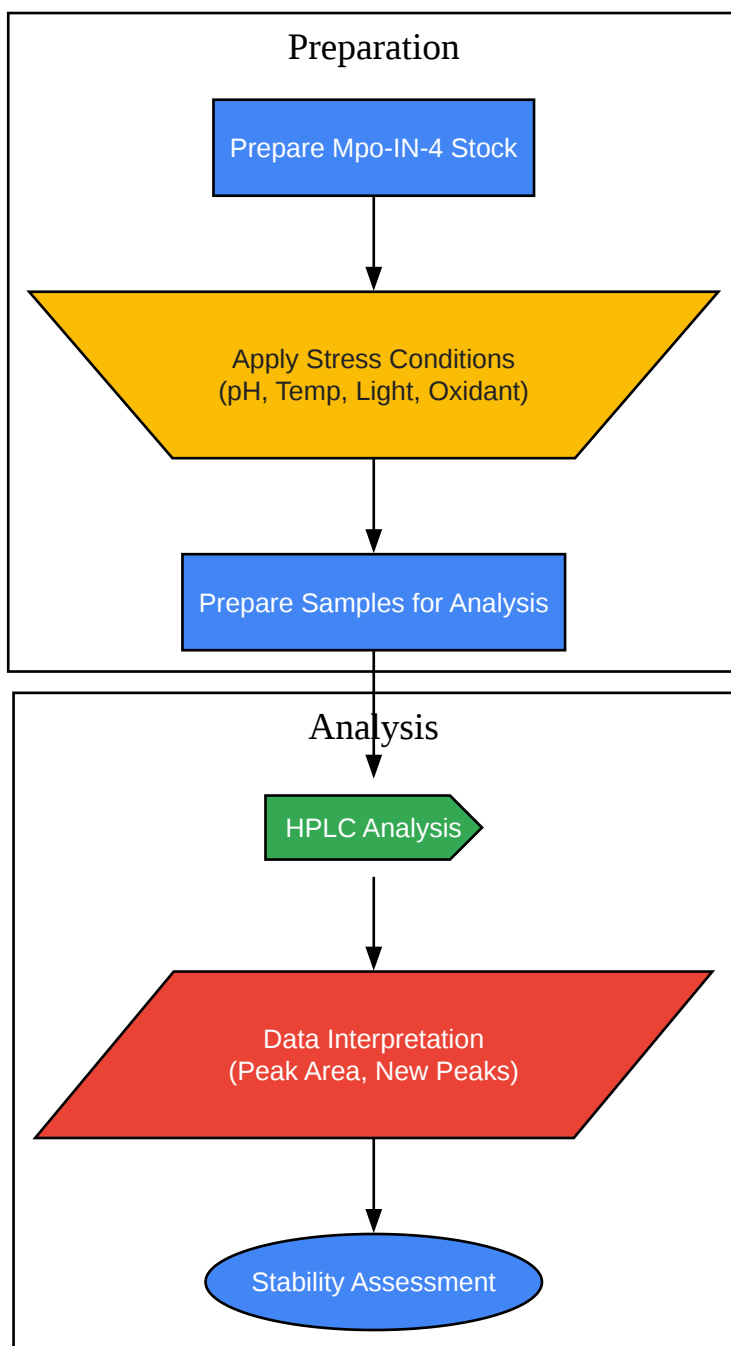 Preparation
Prepare Mpo-IN-4 Stock
Apply Stress Conditions
(pH, Temp, Light, Oxidant)
Prepare Samples for Analysis
Analysis
HPLC Analysis
Data Interpretation
(Peak Area, New Peaks)
Stability Assessment